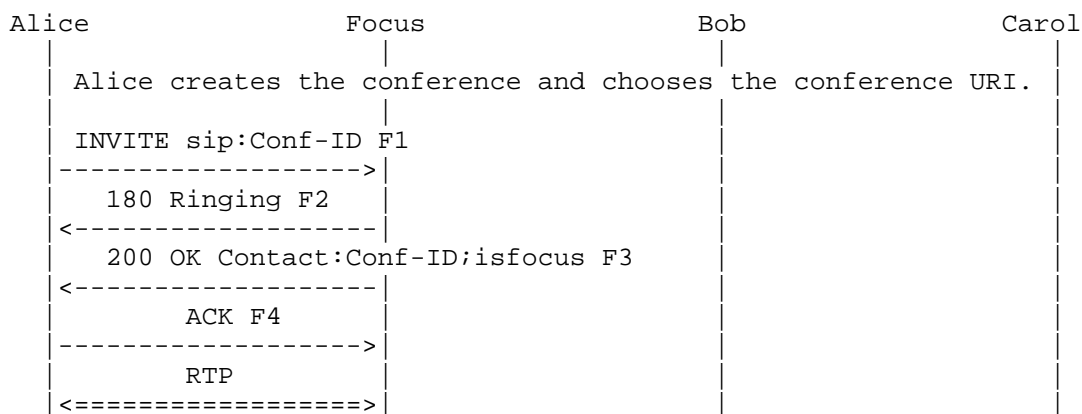 Alice Focus Bob Carol
Alice creates the conference and chooses the conference URI.
INVITE sip:Conf-ID F1
180 Ringing F2
200 OK Contact:Conf-ID;isfocus F3
ACK F4
RTP